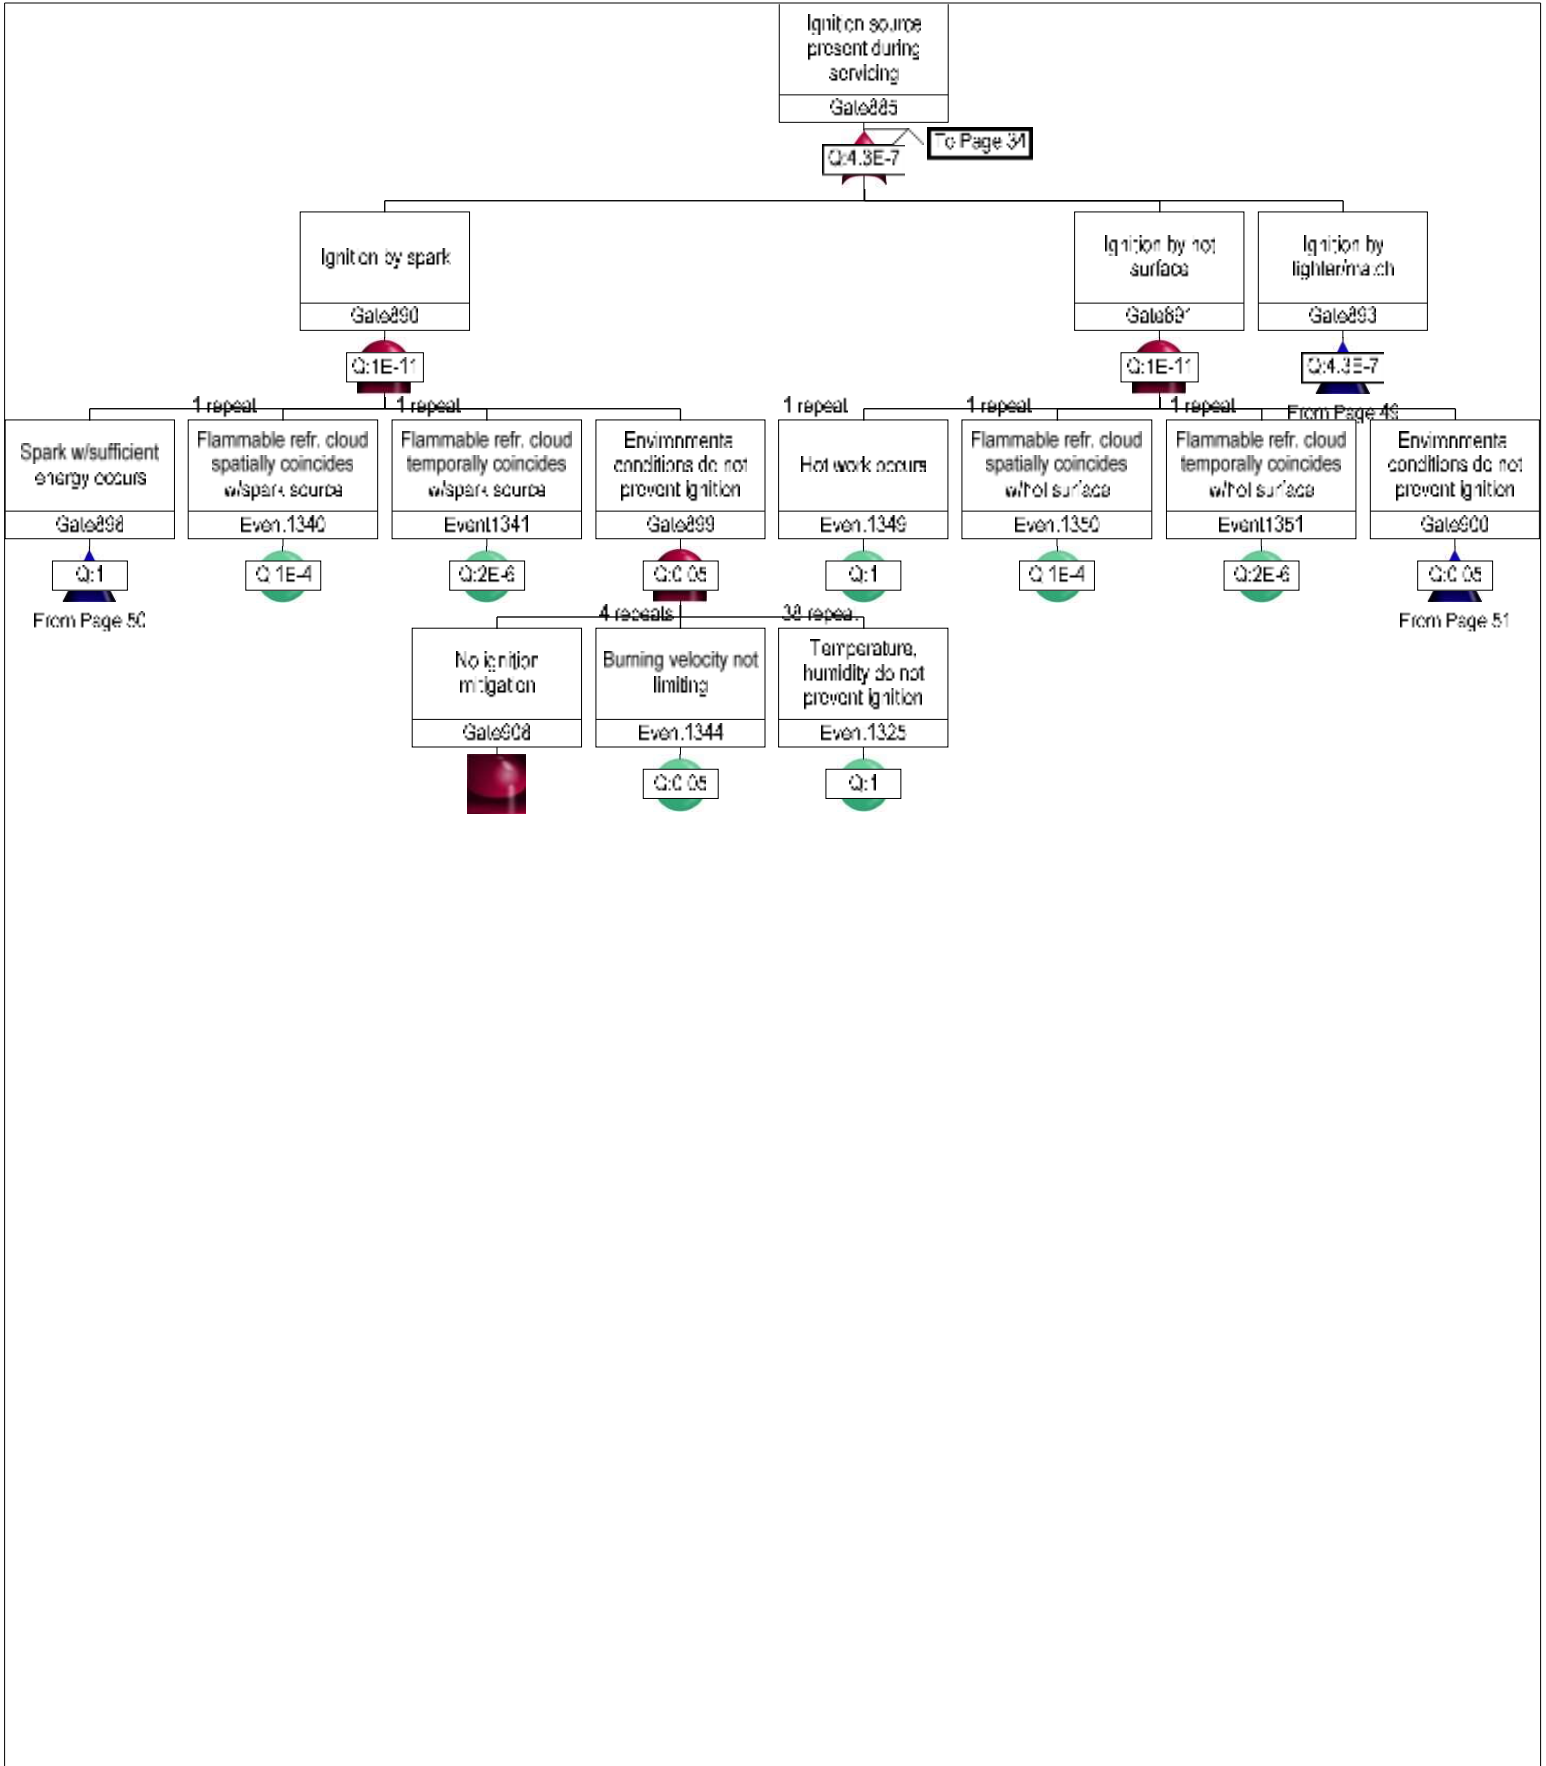 Ignition source
present during
servicing
Gate885
To Page 34
Q:4.3E-7
Ignition by spark
Gate890
Q:1E-11
Ignition by hot
surface
Gate891
Q:1E-11
Ignition by
lighter/match
Gate893
Q:4.3E-7
From Page 49
1 repeat
1 repeat
1 repeat
1 repeat
1 repeat
Spark w/sufficient
energy occurs
Gate898
Q:1
From Page 50
Flammable refr. cloud
spatially coincides
w/spark source
Event1340
Q:1E-4
Flammable refr. cloud
temporally coincides
w/spark source
Event1341
Q:2E-6
Environmental
conditions do not
prevent ignition
Gate899
Q:0.05
Hot work occurs
Event1349
Q:1
Flammable refr. cloud
spatially coincides
w/hot surface
Event1350
Q:1E-4
Flammable refr. cloud
temporally coincides
w/hot surface
Event1351
Q:2E-6
Environmental
conditions do not
prevent ignition
Gate900
Q:0.05
From Page 51
4 repeats
38 repeat
No ignition
mitigation
Gate908
Burning velocity not
limiting
Event1344
Q:0.05
Temperature,
humidity do not
prevent ignition
Event1325
Q:1